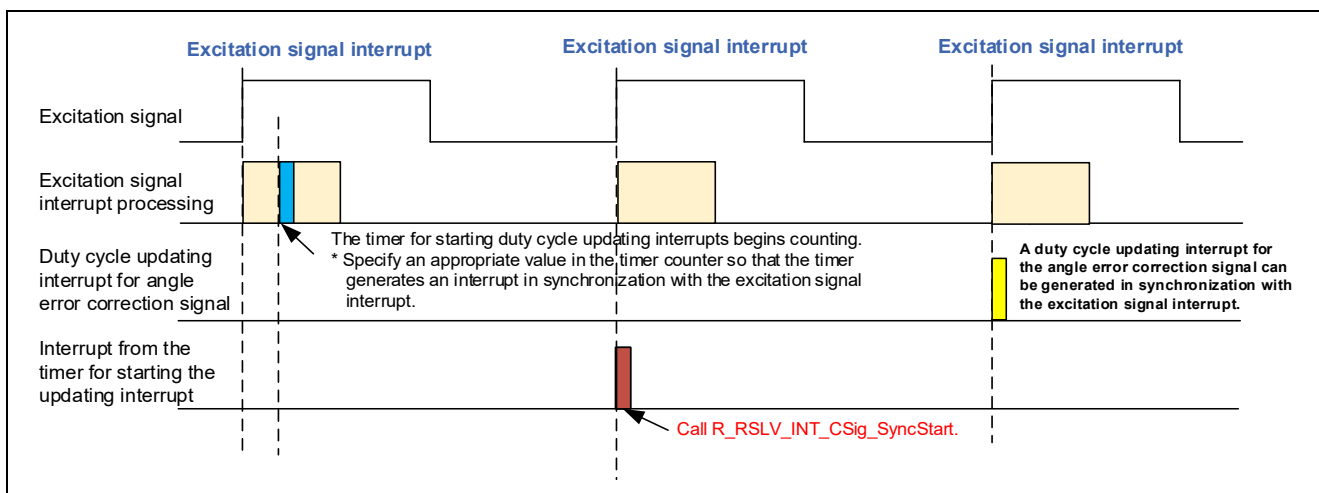 Excitation signal interrupt
Excitation signal interrupt
Excitation signal interrupt
Excitation signal
Excitation signal
interrupt processing
The timer for starting duty cycle updating interrupts begins counting.
* Specify an appropriate value in the timer counter so that the timer
generates an interrupt in synchronization with the excitation signal
interrupt.
Duty cycle updating
interrupt for angle
error correction signal
A duty cycle updating interrupt for
the angle error correction signal can
be generated in synchronization with
the excitation signal interrupt.
Interrupt from the
timer for starting the
updating interrupt
Call R_RSLV_INT_CSig_SyncStart.